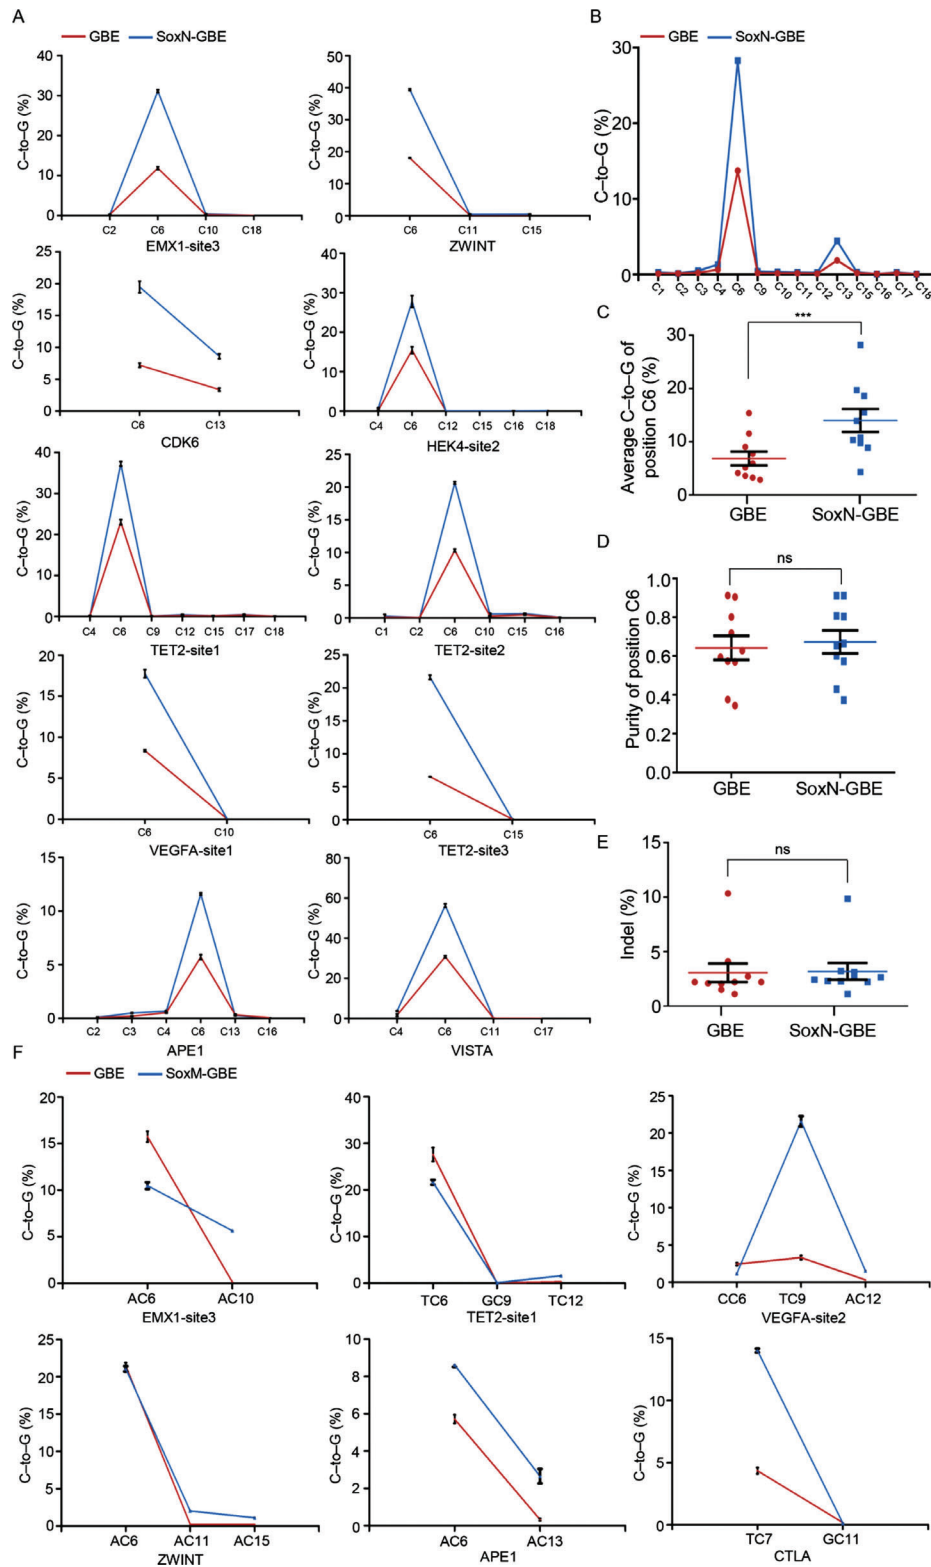 A
GBE
SoxN-GBE
C-to-G (%)
40
30
20
10
0
C2
C6
C10
C18
EMX1-site3
C-to-G (%)
50
40
30
20
10
0
C6
C11
C15
ZWINT
C-to-G (%)
25
20
15
10
5
0
C6
C13
CDK6
C-to-G (%)
40
30
20
10
0
C4
C6
C12
C15
C16
C18
HEK4-site2
C-to-G (%)
40
30
20
10
0
C4
C6
C9
C12
C15
C17
C18
TET2-site1
C-to-G (%)
25
20
15
10
5
0
C1
C2
C6
C10
C15
C16
TET2-site2
C-to-G (%)
20
15
10
5
0
C6
C10
VEGFA-site1
C-to-G (%)
25
20
15
10
5
0
C6
C15
TET2-site3
C-to-G (%)
15
10
5
0
C2
C3
C4
C6
C13
C16
APE1
C-to-G (%)
80
60
40
20
0
C4
C6
C11
C17
VISTA
B
GBE
SoxN-GBE
C-to-G (%)
30
20
10
0
C1
C2
C3
C4
C6
C9
C10
C11
C12
C13
C15
C16
C17
C18
C
Average C-to-G of
position C6 (%)
30
20
10
0
***
GBE
SoxN-GBE
D
Purity of position C6
1.0
0.8
0.6
0.4
0.2
0.0
ns
GBE
SoxN-GBE
E
Indel (%)
15
10
5
0
ns
GBE
SoxN-GBE
F
GBE
SoxM-GBE
C-to-G (%)
20
15
10
5
0
AC6
AC10
EMX1-site3
C-to-G (%)
40
30
20
10
0
TC6
GC9
TC12
TET2-site1
C-to-G (%)
25
20
15
10
5
0
CC6
TC9
AC12
VEGFA-site2
C-to-G (%)
25
20
15
10
5
0
AC6
AC11
AC15
ZWINT
C-to-G (%)
10
8
6
4
2
0
AC6
AC13
APE1
C-to-G (%)
15
10
5
0
TC7
GC11
CTLA